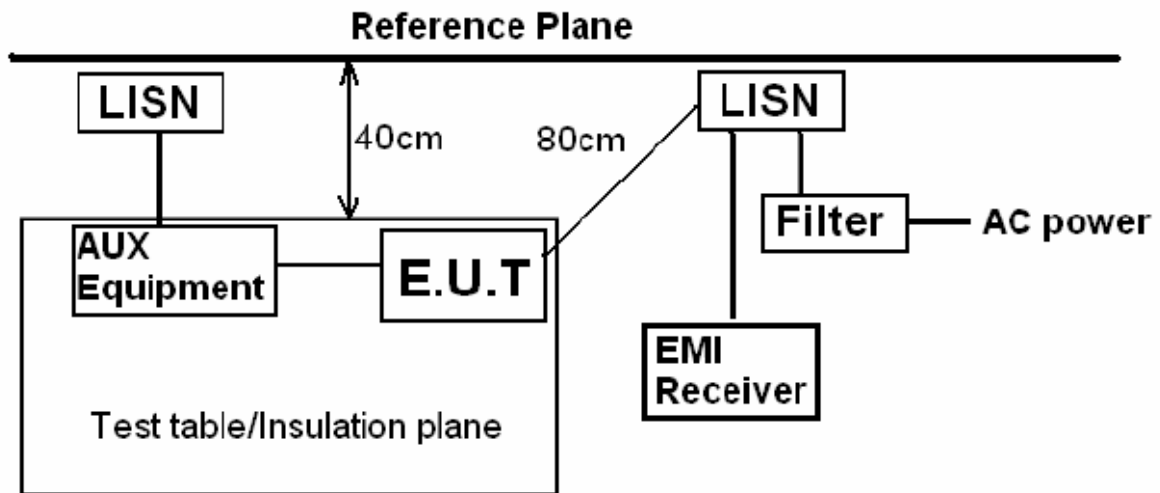 Reference Plane
LISN
LISN
40cm
80cm
Filter
AC power
AUX
Equipment
E.U.T
EMI
Receiver
Test table/Insulation plane